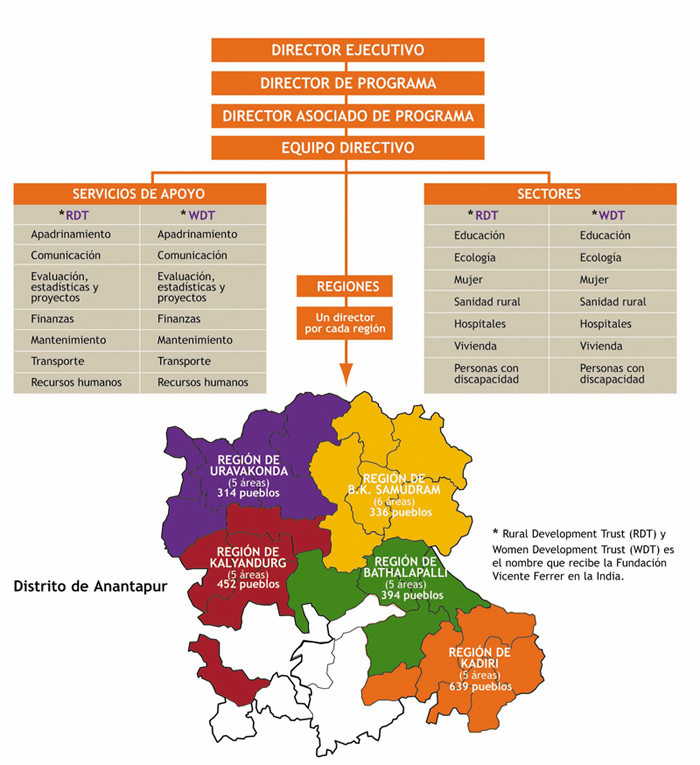 DIRECTOR EJECUTIVO
DIRECTOR DE PROGRAMA
DIRECTOR ASOCIADO DE PROGRAMA
EQUIPO DIRECTIVO
SERVICIOS DE APOYO
* RDT
* WDT
Apadrinamiento
Apadrinamiento
Comunicación
Comunicación
Evaluación,
estadísticas y
proyectos
Evaluación,
estadísticas y
proyectos
Finanzas
Finanzas
Mantenimiento
Mantenimiento
Transporte
Transporte
Recursos humanos
Recursos humanos
REGIONES
Un director
por cada región
SECTORES
* RDT
* WDT
Educación
Educación
Ecología
Ecología
Mujer
Mujer
Sanidad rural
Sanidad rural
Hospitales
Hospitales
Vivienda
Vivienda
Personas con
discapacidad
Personas con
discapacidad
REGIÓN DE
URAVAKONDA
(5 áreas)
314 pueblos
REGIÓN DE
B.K. SAMUDRAM
(6 áreas)
336 pueblos
REGIÓN DE
KALYANDURG
(5 áreas)
452 pueblos
REGIÓN DE
BATHALAPALLI
(5 áreas)
394 pueblos
REGIÓN DE
KADIRI
(5 áreas)
639 pueblos
Distrito de Anantapur
* Rural Development Trust (RDT) y
Women Development Trust (WDT) es
el nombre que recibe la Fundación
Vicente Ferrer en la India.